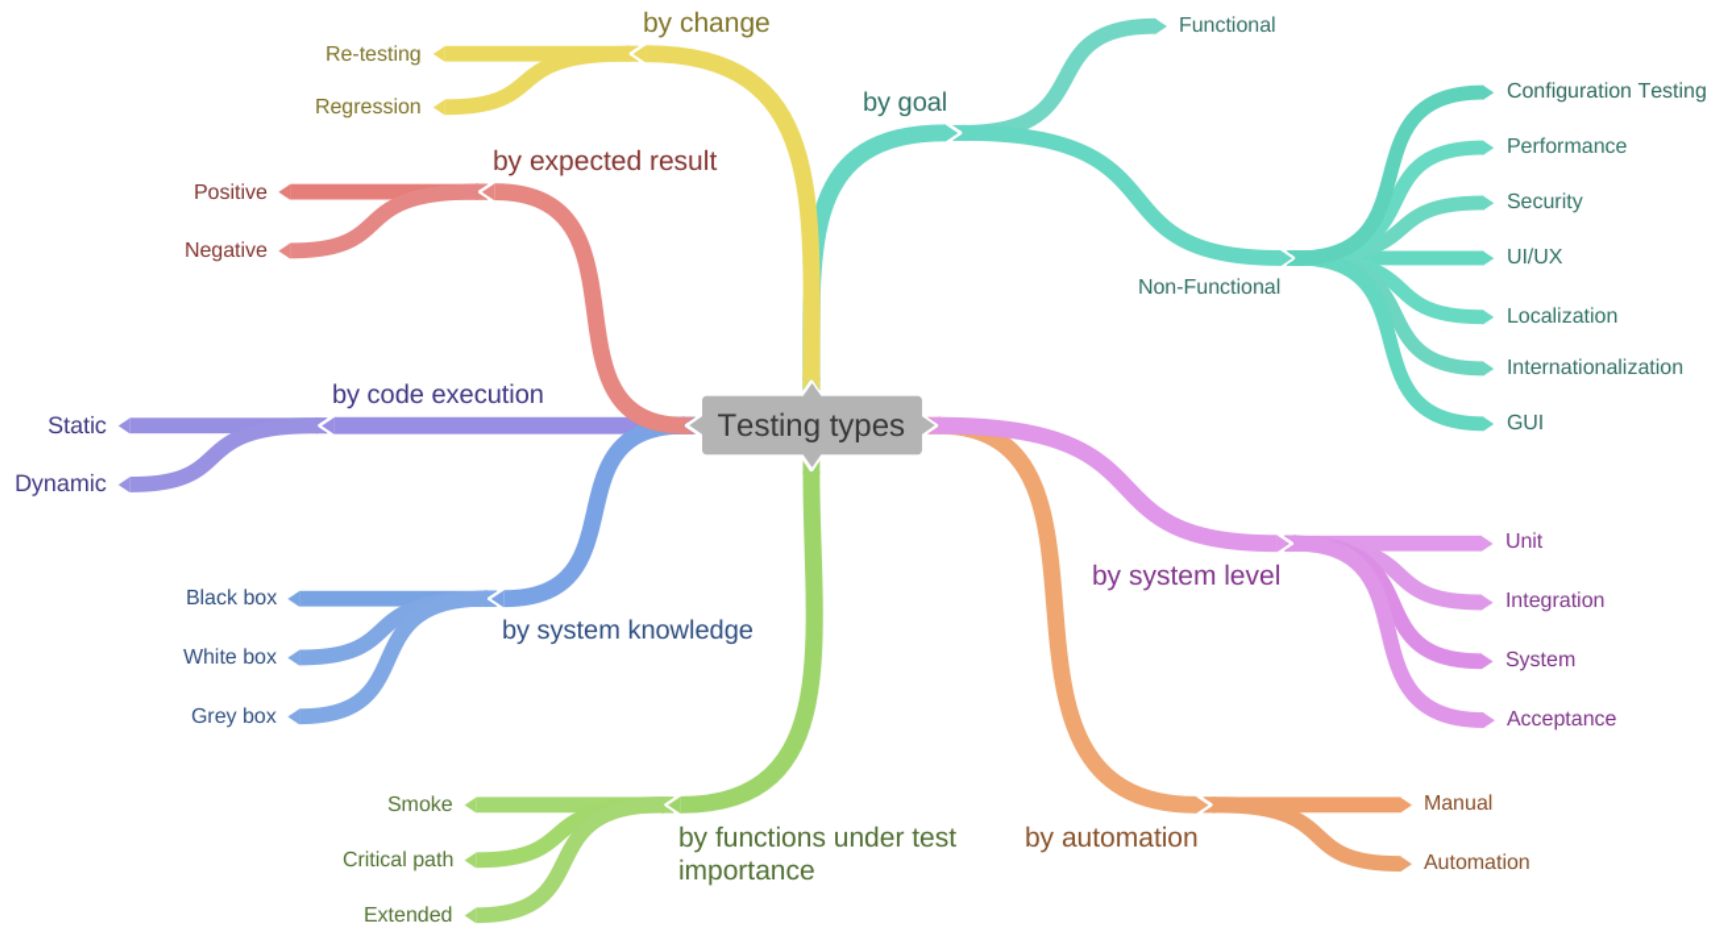 by change
Re-testing
Regression
by expected result
Positive
Negative
by code execution
Static
Dynamic
by system knowledge
Black box
White box
Grey box
by functions under test
importance
Smoke
Critical path
Extended
Testing types
by goal
Functional
Non-Functional
Configuration Testing
Performance
Security
UI/UX
Localization
Internationalization
GUI
by system level
Unit
Integration
System
Acceptance
by automation
Manual
Automation